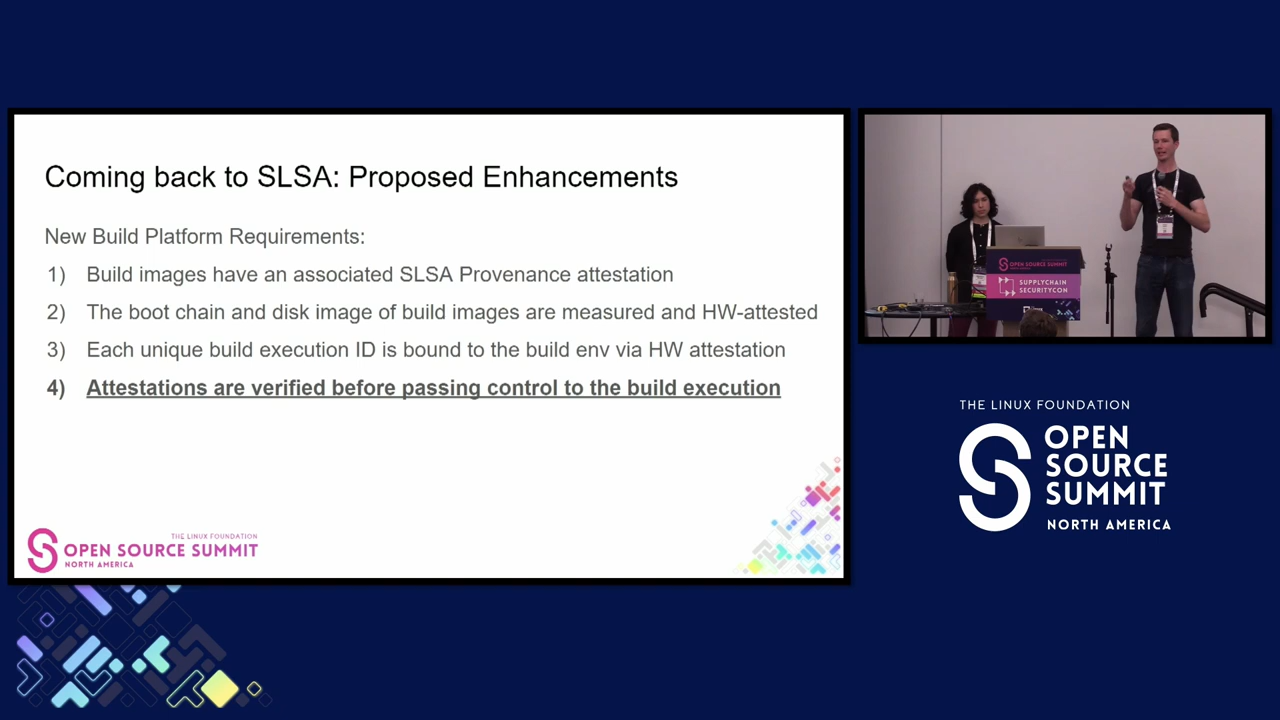 Coming back to SLSA: Proposed Enhancements
New Build Platform Requirements:
1) Build images have an associated SLSA Provenance attestation
2) The boot chain and disk image of build images are measured and HW-attested
3) Each unique build execution ID is bound to the build env via HW attestation
4) Attestations are verified before passing control to the build execution
THE LINUX FOUNDATION
OPEN SOURCE SUMMIT
NORTH AMERICA
OPEN SOURCE SUMMIT
SUPPLYCHAIN
SECURITYCON
THE LINUX FOUNDATION
OPEN
SOURCE
SUMMIT
NORTH AMERICA